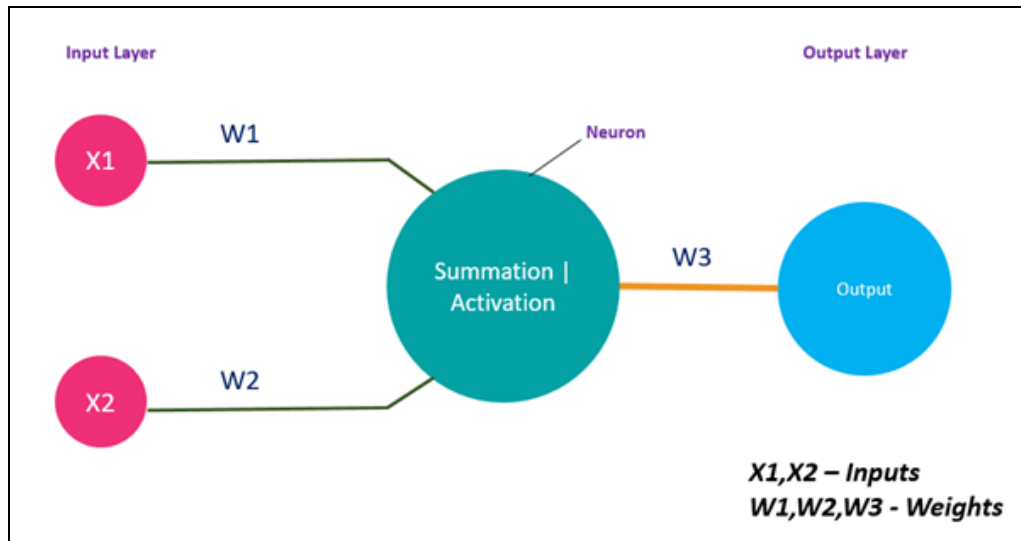 Input Layer
Output Layer
W1
Neuron
X1
W3
Summation |
Activation
Output
W2
X2
X1,X2 – Inputs
W1,W2,W3 - Weights